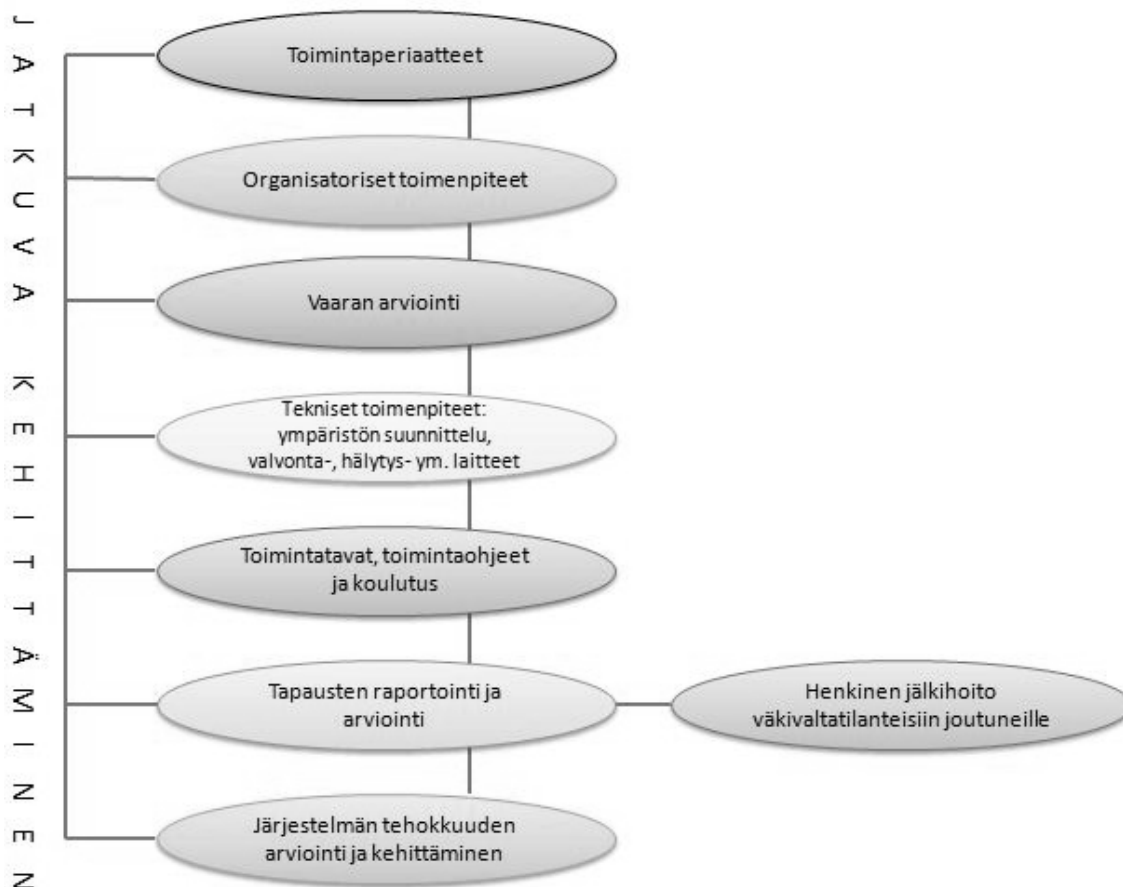 JATKUVA KEHITTÄMINEN
Toimintaperiaatteet
Organisatoriset toimenpiteet
Vaaran arviointi
Tekniset toimenpiteet:
ympäristön suunnittelu,
valvonta-, hälytys- ym. laitteet
Toimintatavat, toimintaohjeet
ja koulutus
Tapausten raportointi ja
arviointi
Henkinen jälkihoito
väkivaltatilanteisiin joutuneille
Järjestelmän tehokkuuden
arviointi ja kehittäminen